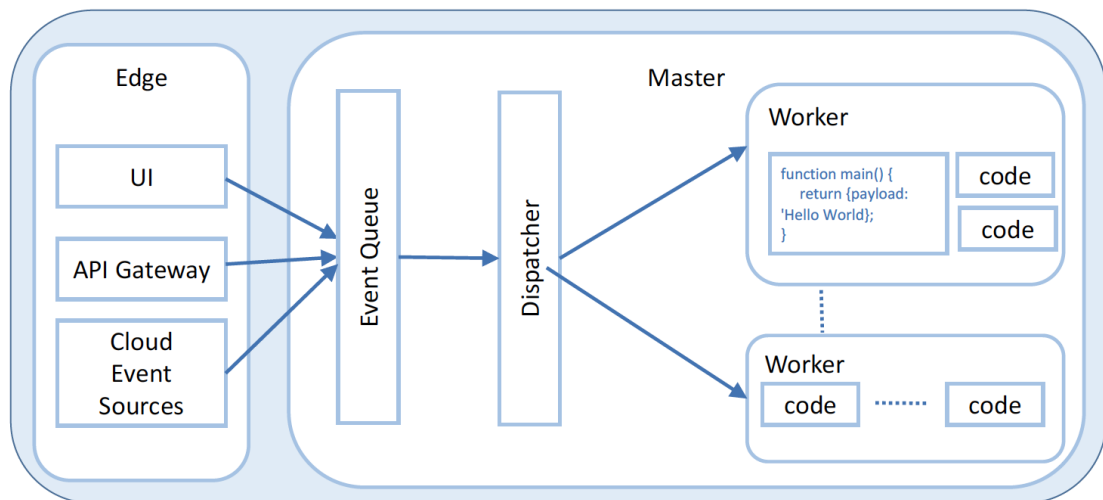 Edge
UI
API Gateway
Cloud
Event
Sources
Master
Event Queue
Dispatcher
Worker
function main() {
return {payload:
'Hello World};
}
code
code
Worker
code
code